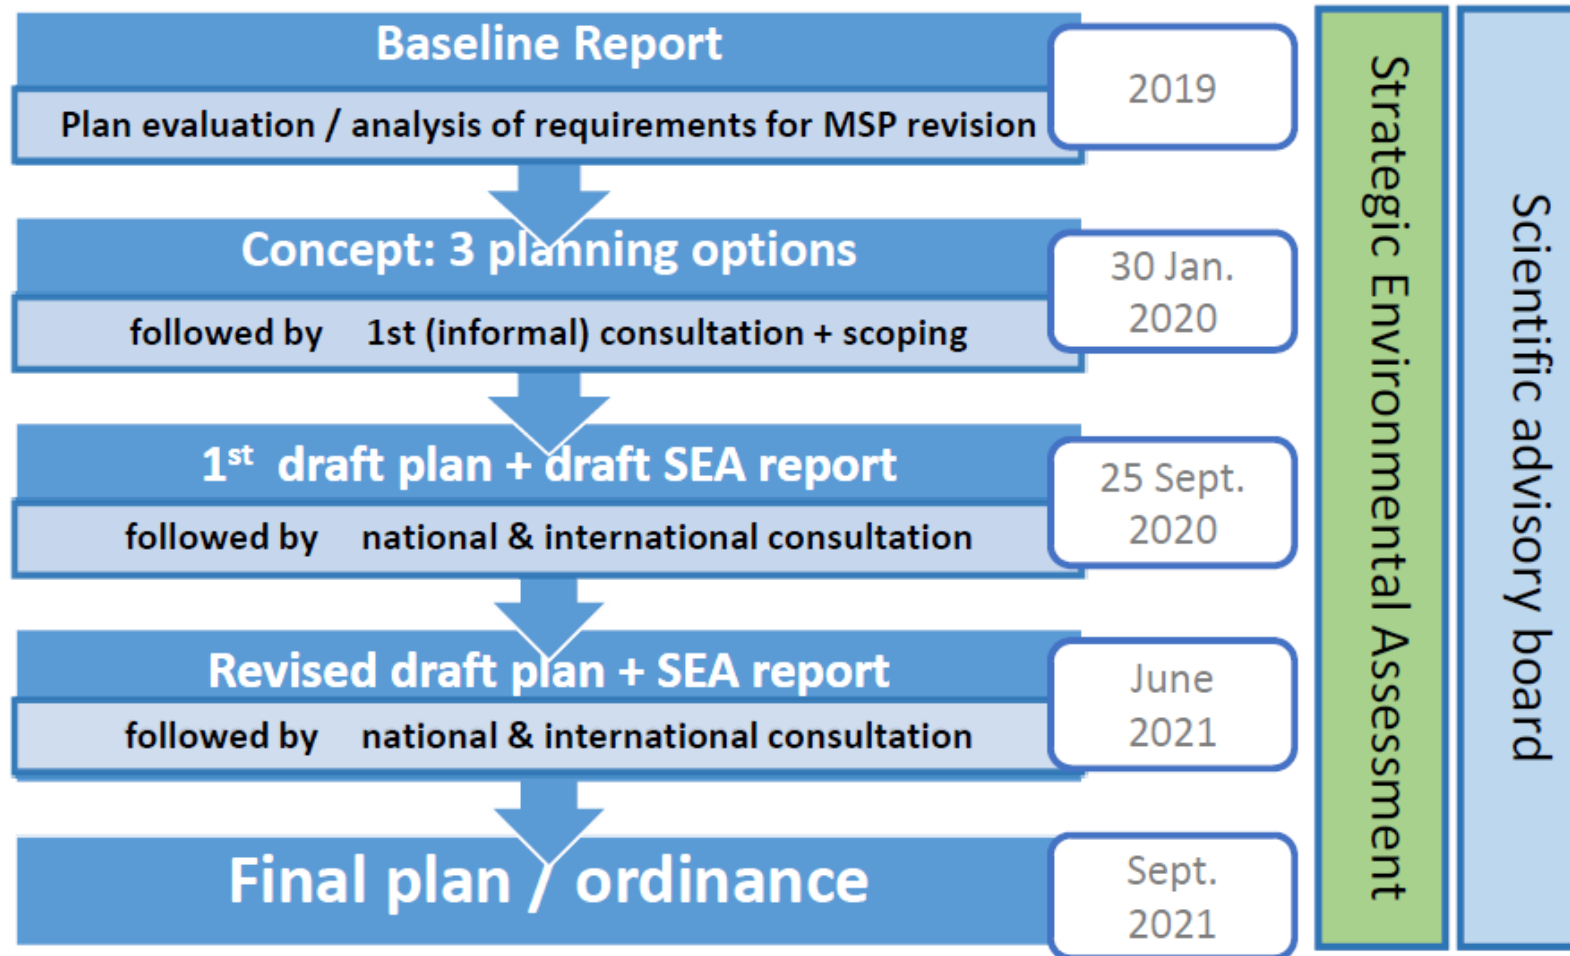 Baseline Report
Plan evaluation / analysis of requirements for MSP revision
2019
Concept: 3 planning options
followed by 1st (informal) consultation + scoping
30 Jan.
2020
1st draft plan + draft SEA report
followed by national & international consultation
25 Sept.
2020
Revised draft plan + SEA report
followed by national & international consultation
June
2021
Final plan / ordinance
Sept.
2021
Strategic Environmental Assessment
Scientific advisory board